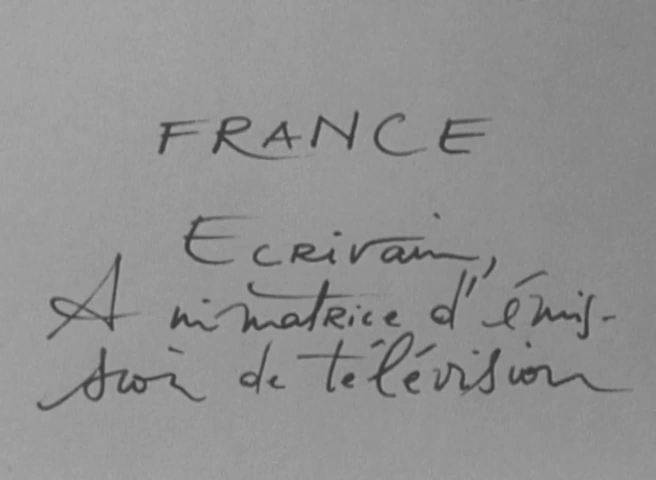 FRANCE
Ecrivain,
Animatrice d'émis-
sion de télévision